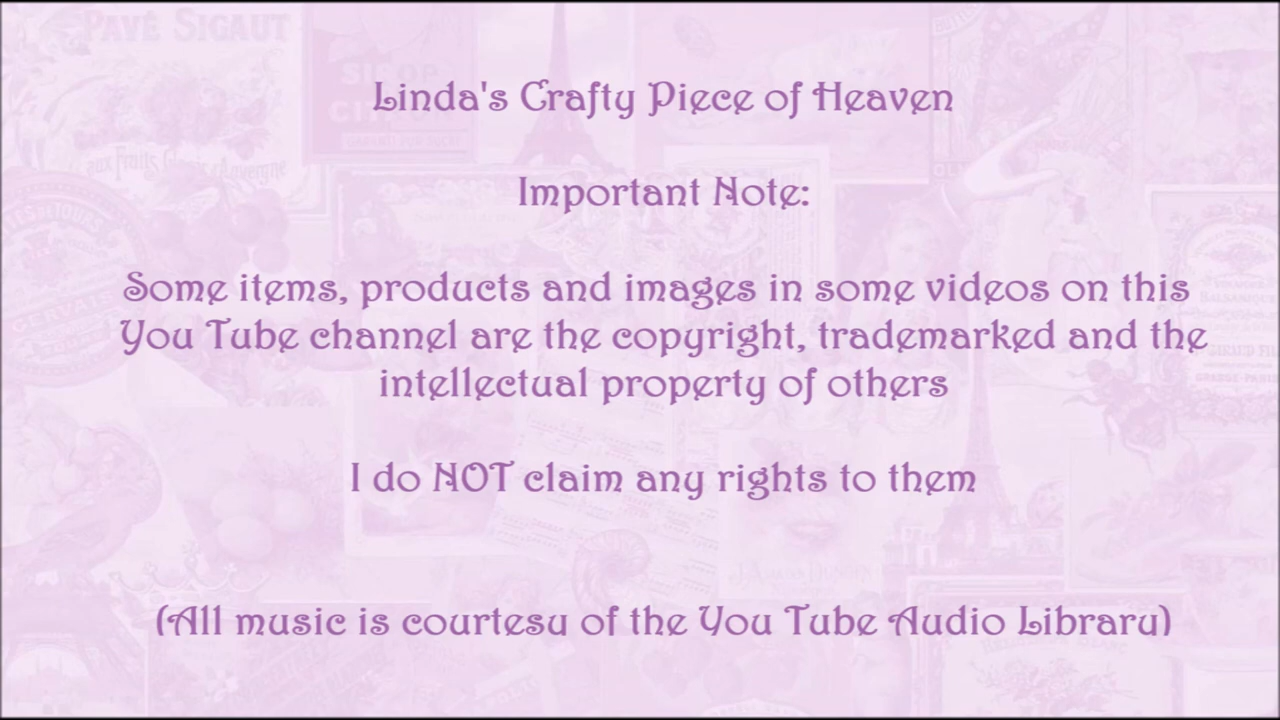 Linda's Crafty Piece of Heaven
Important Note:
Some items, products and images in some videos on this
You Tube channel are the copyright, trademarked and the
intellectual property of others
I do NOT claim any rights to them
(All music is courtesy of the You Tube Audio Library)
PAVÉ SIGAUT